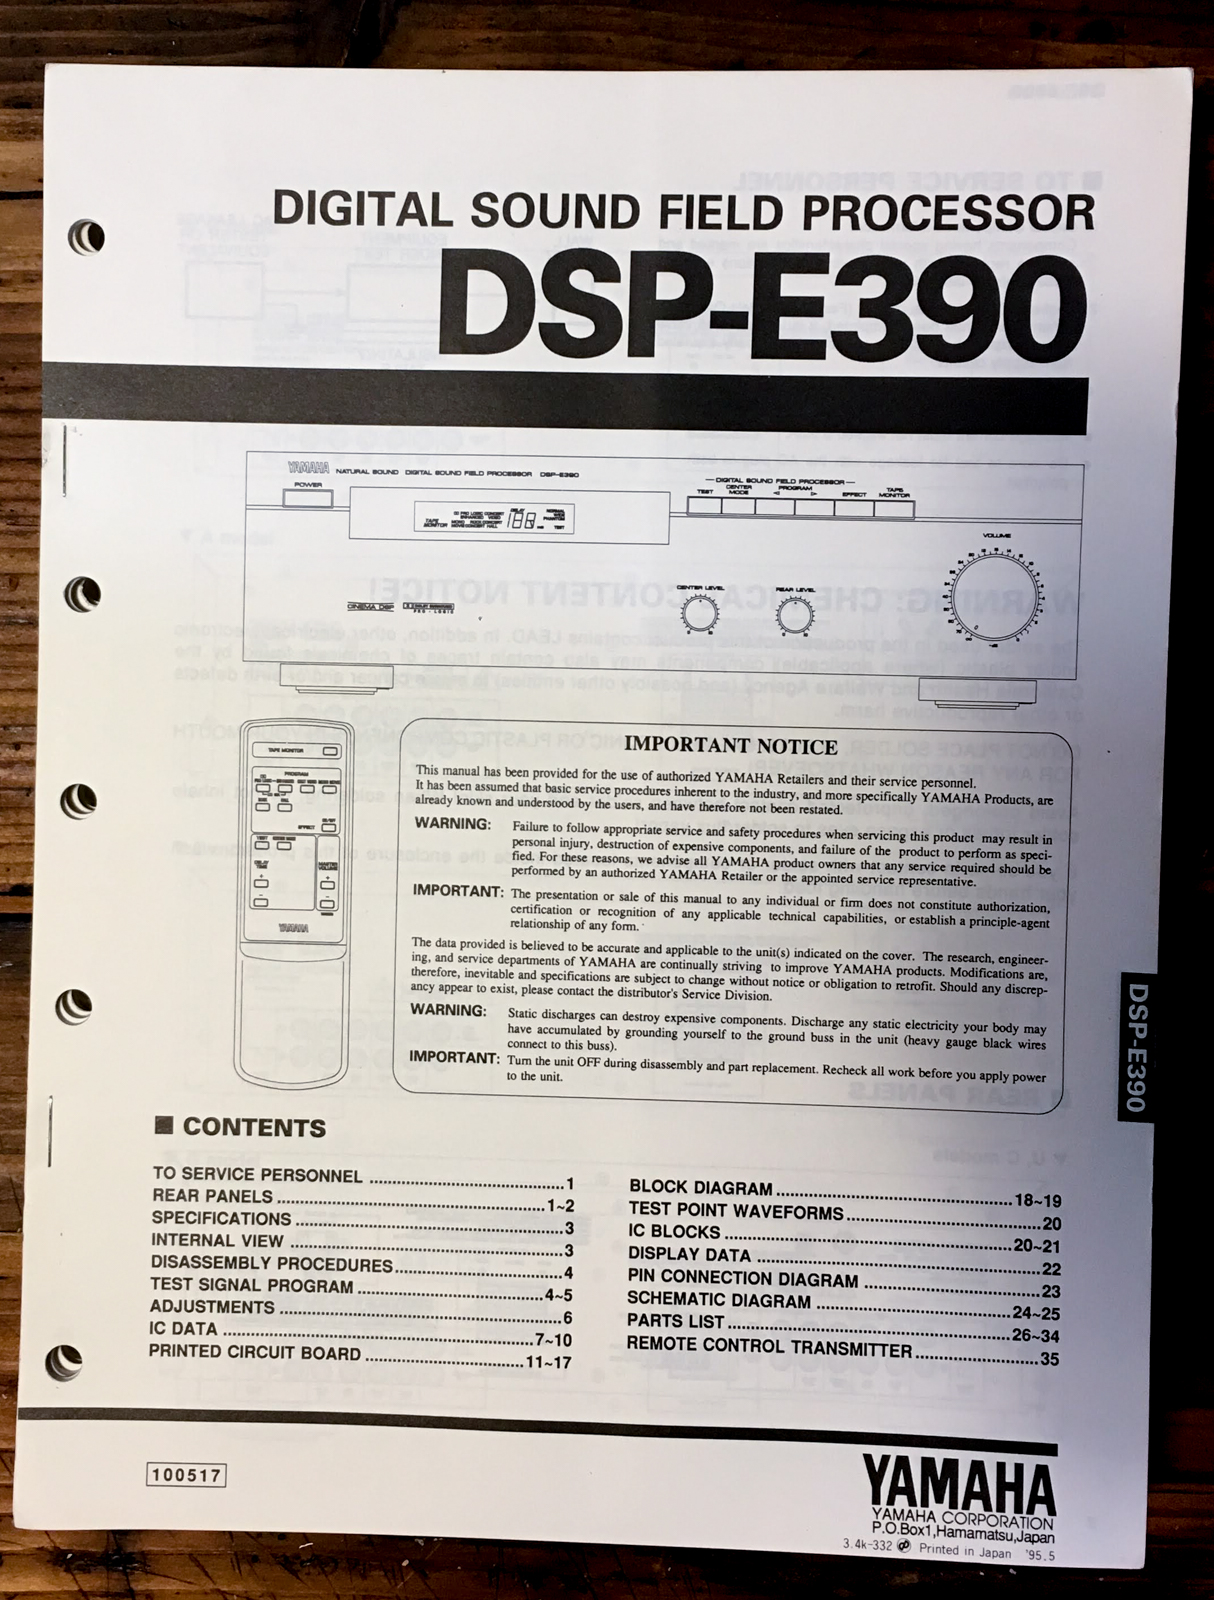 DIGITAL SOUND FIELD PROCESSOR
DSP-E390
YAMAHA NATURAL SOUND DIGITAL SOUND FIELD PROCESSOR DSP-E390
POWER
DIGITAL SOUND FIELD PROCESSOR
TEST CENTER MODE PROGRAM EFFECT TAPE MONITOR
TAPE MONITOR
VOLUME
CENTER LEVEL
REAR LEVEL
CINEMA DSP
PRO·LOGIC
TAPE MONITOR
PROGRAM
EFFECT
TEST
DELAY TIME
YAMAHA
IMPORTANT NOTICE
This manual has been provided for the use of authorized YAMAHA Retailers and their service personnel.
It has been assumed that basic service procedures inherent to the industry, and more specifically YAMAHA Products, are
already known and understood by the users, and have therefore not been restated.
WARNING: Failure to follow appropriate service and safety procedures when servicing this product may result in
personal injury, destruction of expensive components, and failure of the product to perform as speci-
fied. For these reasons, we advise all YAMAHA product owners that any service required should be
performed by an authorized YAMAHA Retailer or the appointed service representative.
IMPORTANT: The presentation or sale of this manual to any individual or firm does not constitute authorization,
certification or recognition of any applicable technical capabilities, or establish a principle-agent
relationship of any form.
The data provided is believed to be accurate and applicable to the unit(s) indicated on the cover. The research, engineer-
ing, and service departments of YAMAHA are continually striving to improve YAMAHA products. Modifications are,
therefore, inevitable and specifications are subject to change without notice or obligation to retrofit. Should any discrep-
ancy appear to exist, please contact the distributor's Service Division.
WARNING: Static discharges can destroy expensive components. Discharge any static electricity your body may
have accumulated by grounding yourself to the ground buss in the unit (heavy gauge black wires
connect to this buss).
IMPORTANT: Turn the unit OFF during disassembly and part replacement. Recheck all work before you apply power
to the unit.
DSP-E390
■ CONTENTS
TO SERVICE PERSONNEL ........ 1
REAR PANELS ........ 1~2
SPECIFICATIONS ........ 3
INTERNAL VIEW ........ 3
DISASSEMBLY PROCEDURES ........ 4
TEST SIGNAL PROGRAM ........ 4~5
ADJUSTMENTS ........ 6
IC DATA ........ 7~10
PRINTED CIRCUIT BOARD ........ 11~17
BLOCK DIAGRAM ........ 18~19
TEST POINT WAVEFORMS ........ 20
IC BLOCKS ........ 20~21
DISPLAY DATA ........ 22
PIN CONNECTION DIAGRAM ........ 23
SCHEMATIC DIAGRAM ........ 24~25
PARTS LIST ........ 26~34
REMOTE CONTROL TRANSMITTER ........ 35
100517
YAMAHA
YAMAHA CORPORATION
P.O.Box1,Hamamatsu,Japan
3.4k-332 Printed in Japan '95.5